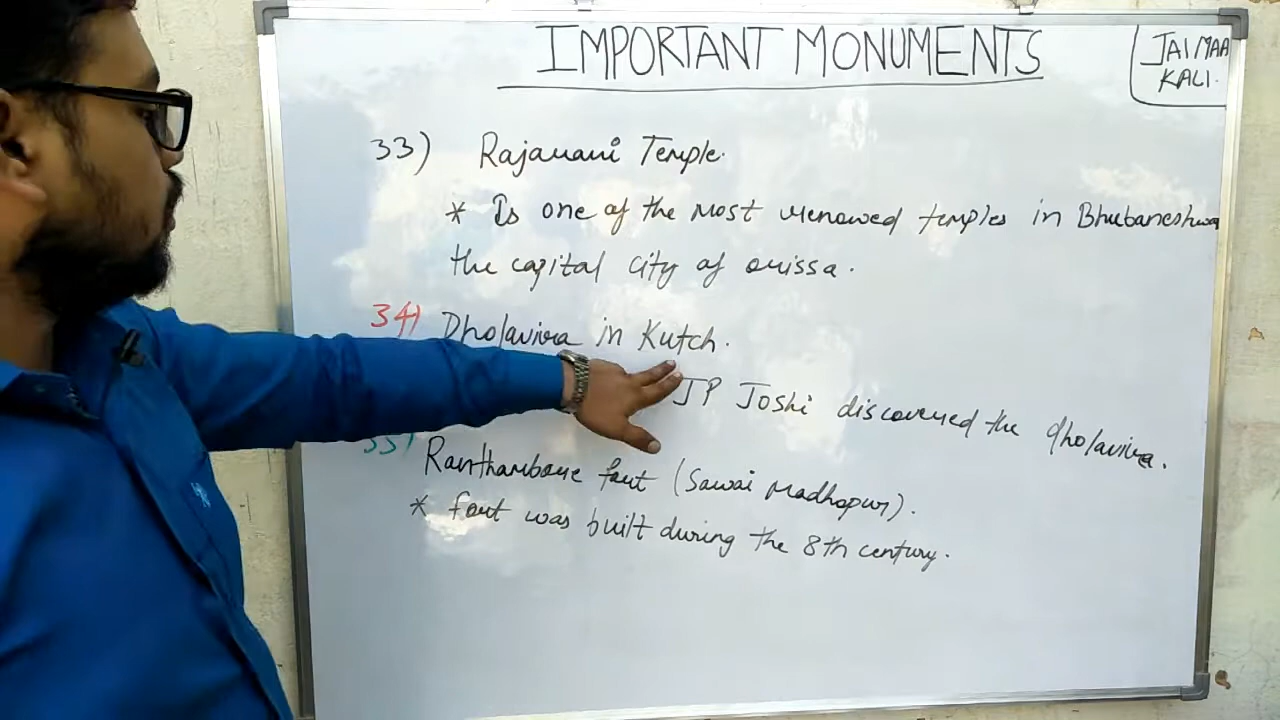 IMPORTANT MONUMENTS
JAI MAA
KALI.
33) Rajarani Temple.
* Is one of the most renowed temples in Bhubaneshwa
the capital city of orissa.
34) Dholavira in Kutch.
JP Joshi discovered the dholavira.
35) Ranthambore fort (Sawai Madhopur).
* fort was built during the 8th century.